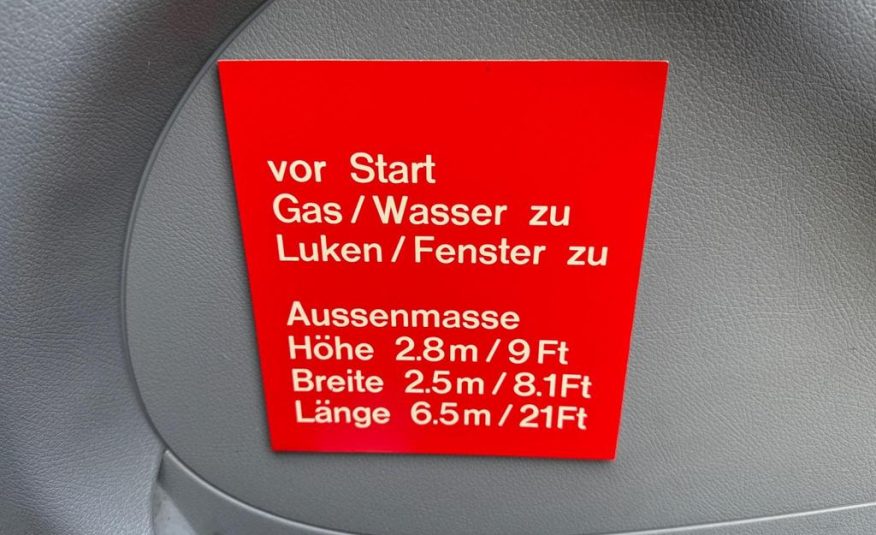 vor Start
Gas / Wasser zu
Luken / Fenster zu
Aussenmasse
Höhe 2.8m / 9 Ft
Breite 2.5m / 8.1Ft
Länge 6.5m / 21Ft